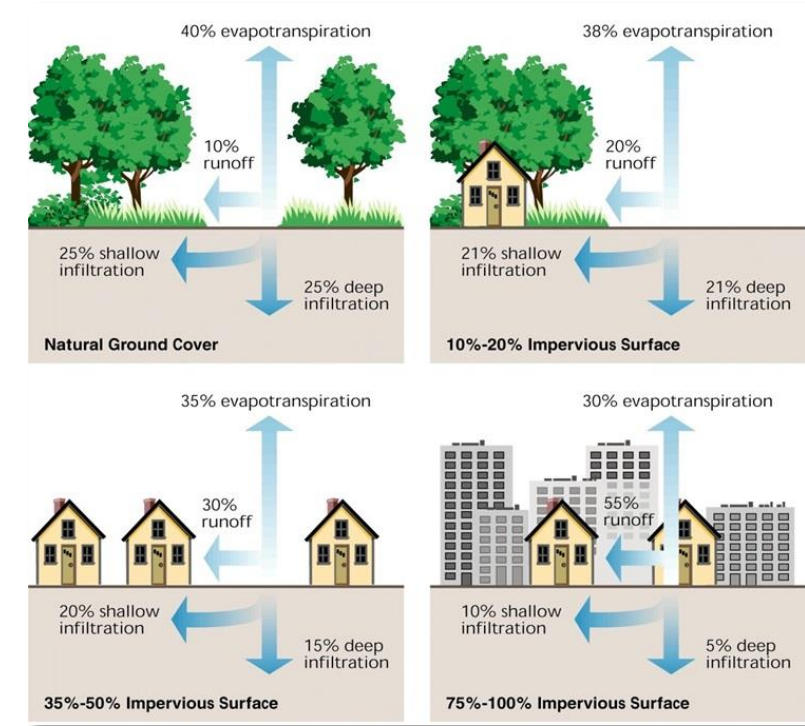 40% evapotranspiration
10%
runoff
25% shallow
infiltration
25% deep
infiltration
Natural Ground Cover
38% evapotranspiration
20%
runoff
21% shallow
infiltration
21% deep
infiltration
10%-20% Impervious Surface
35% evapotranspiration
30%
runoff
20% shallow
infiltration
15% deep
infiltration
35%-50% Impervious Surface
30% evapotranspiration
55%
runoff
10% shallow
infiltration
5% deep
infiltration
75%-100% Impervious Surface